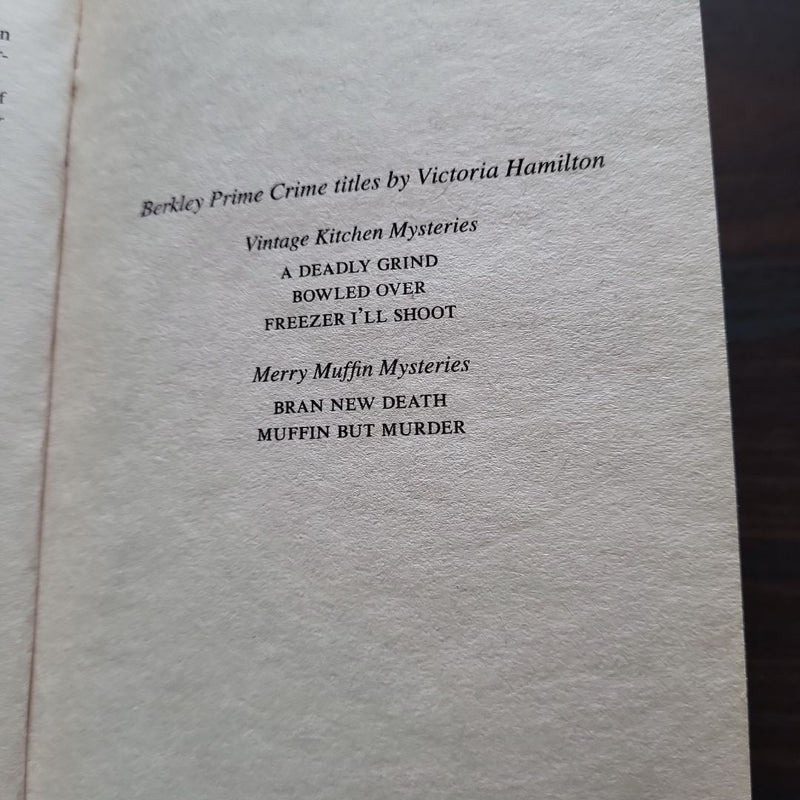 Berkley Prime Crime titles by Victoria Hamilton
Vintage Kitchen Mysteries
A DEADLY GRIND
BOWLED OVER
FREEZER I'LL SHOOT
Merry Muffin Mysteries
BRAN NEW DEATH
MUFFIN BUT MURDER